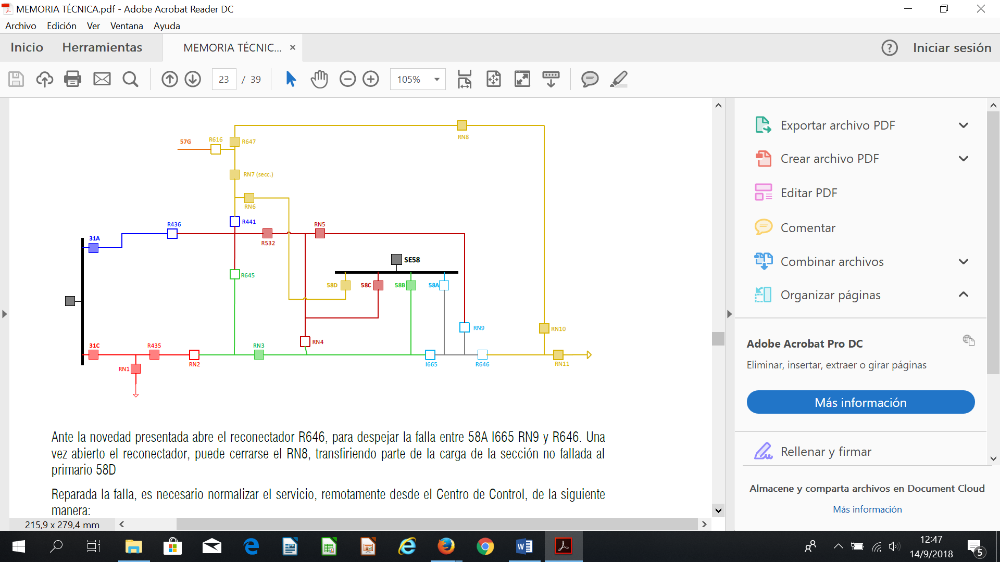 MEMORIA TÉCNICA.pdf - Adobe Acrobat Reader DC
Archivo Edición Ver Ventana Ayuda
Inicio Herramientas MEMORIA TÉCNIC... × ? Iniciar sesión
23 / 39 105%
RN8
57G R616 R647
RN7 (secc.)
RN6
R436 R441 RN5
R532
31A
SE58
R645
58D 58C 58B 58A
RN9 RN10
RN4
31C R435 RN3
RN2 I665 R646 RN11
RN1
Ante la novedad presentada abre el reconectador R646, para despejar la falla entre 58A I665 RN9 y R646. Una
vez abierto el reconectador, puede cerrarse el RN8, transfiriendo parte de la carga de la sección no fallada al
primario 58D
Reparada la falla, es necesario normalizar el servicio, remotamente desde el Centro de Control, de la siguiente
manera:
215,9 x 279,4 mm
Exportar archivo PDF
Crear archivo PDF
Editar PDF
Comentar
Combinar archivos
Organizar páginas
Adobe Acrobat Pro DC
Eliminar, insertar, extraer o girar páginas
Más información
Rellenar y firmar
Almacene y comparta archivos en Document Cloud
Más información
12:47
14/9/2018
5